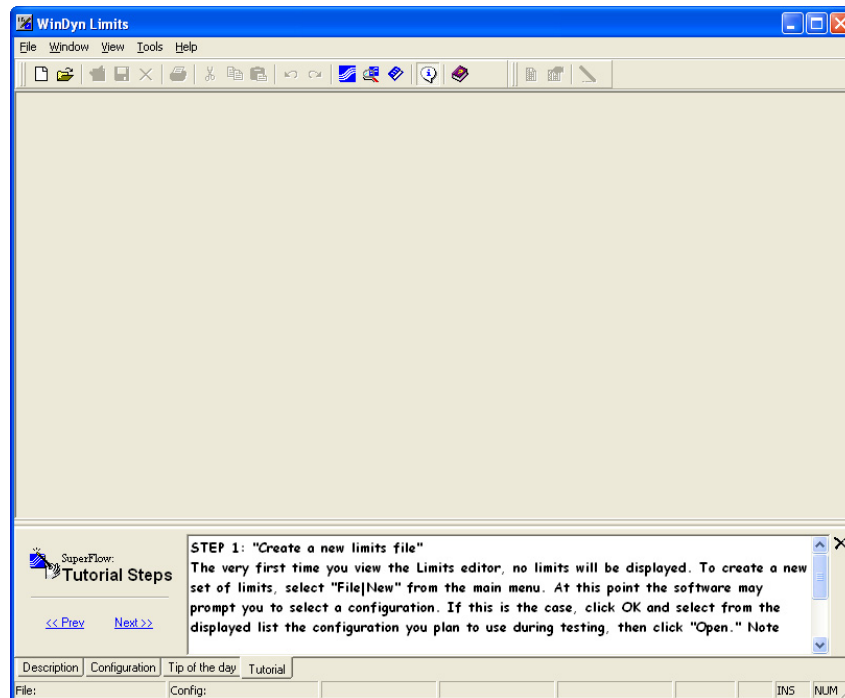 WinDyn Limits
File Window View Tools Help
STEP 1: "Create a new limits file"
The very first time you view the Limits editor, no limits will be displayed. To create a new
set of limits, select "File|New" from the main menu. At this point the software may
prompt you to select a configuration. If this is the case, click OK and select from the
displayed list the configuration you plan to use during testing, then click "Open." Note
SuperFlow:
Tutorial Steps
<< Prev Next >>
Description Configuration Tip of the day Tutorial
File: Config: INS NUM